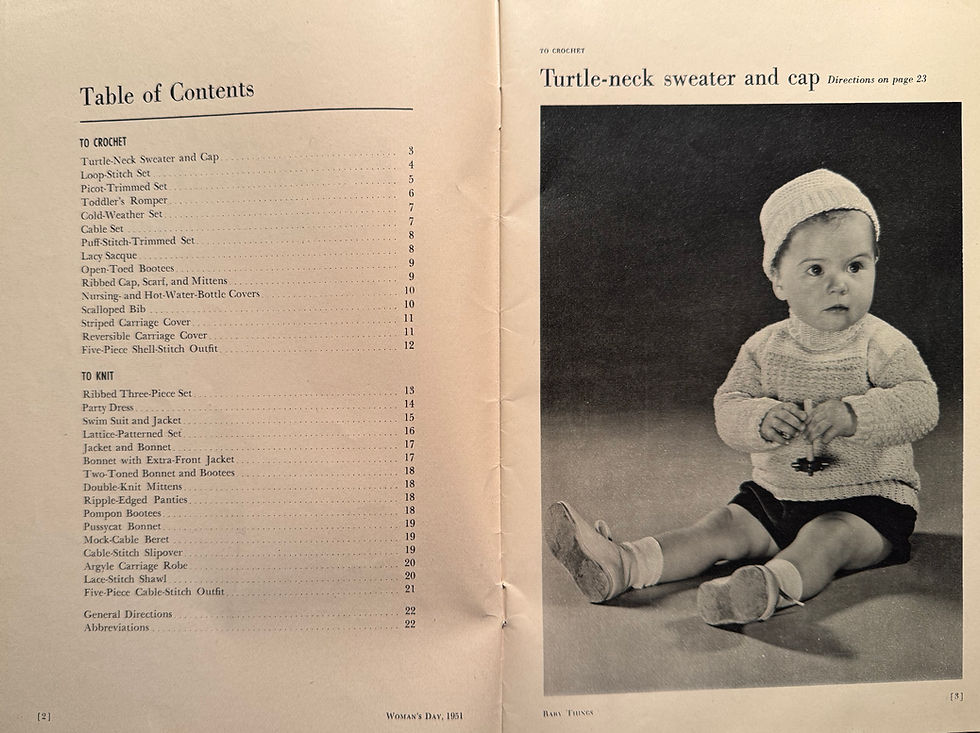 Table of Contents
TO CROCHET
Turtle-Neck Sweater and Cap 3
Loop-Stitch Set 4
Picot-Trimmed Set 5
Toddler's Romper 6
Cold-Weather Set 7
Cable Set 7
Puff-Stitch-Trimmed Set 8
Lacy Sacque 8
Open-Toed Bootees 9
Ribbed Cap, Scarf, and Mittens 9
Nursing- and Hot-Water-Bottle Covers 10
Scalloped Bib 10
Striped Carriage Cover 11
Reversible Carriage Cover 11
Five-Piece Shell-Stitch Outfit 12
TO KNIT
Ribbed Three-Piece Set 13
Party Dress 14
Swim Suit and Jacket 15
Lattice-Patterned Set 16
Jacket and Bonnet 17
Bonnet with Extra-Front Jacket 17
Two-Toned Bonnet and Bootees 18
Double-Knit Mittens 18
Ripple-Edged Panties 18
Pompon Bootees 18
Pussycat Bonnet 19
Mock-Cable Beret 19
Cable-Stitch Slipover 19
Argyle Carriage Robe 20
Lace-Stitch Shawl 20
Five-Piece Cable-Stitch Outfit 21
General Directions 22
Abbreviations 22
[2]
Woman's Day, 1951
TO CROCHET
Turtle-neck sweater and cap Directions on page 23
Baby Things
[3]